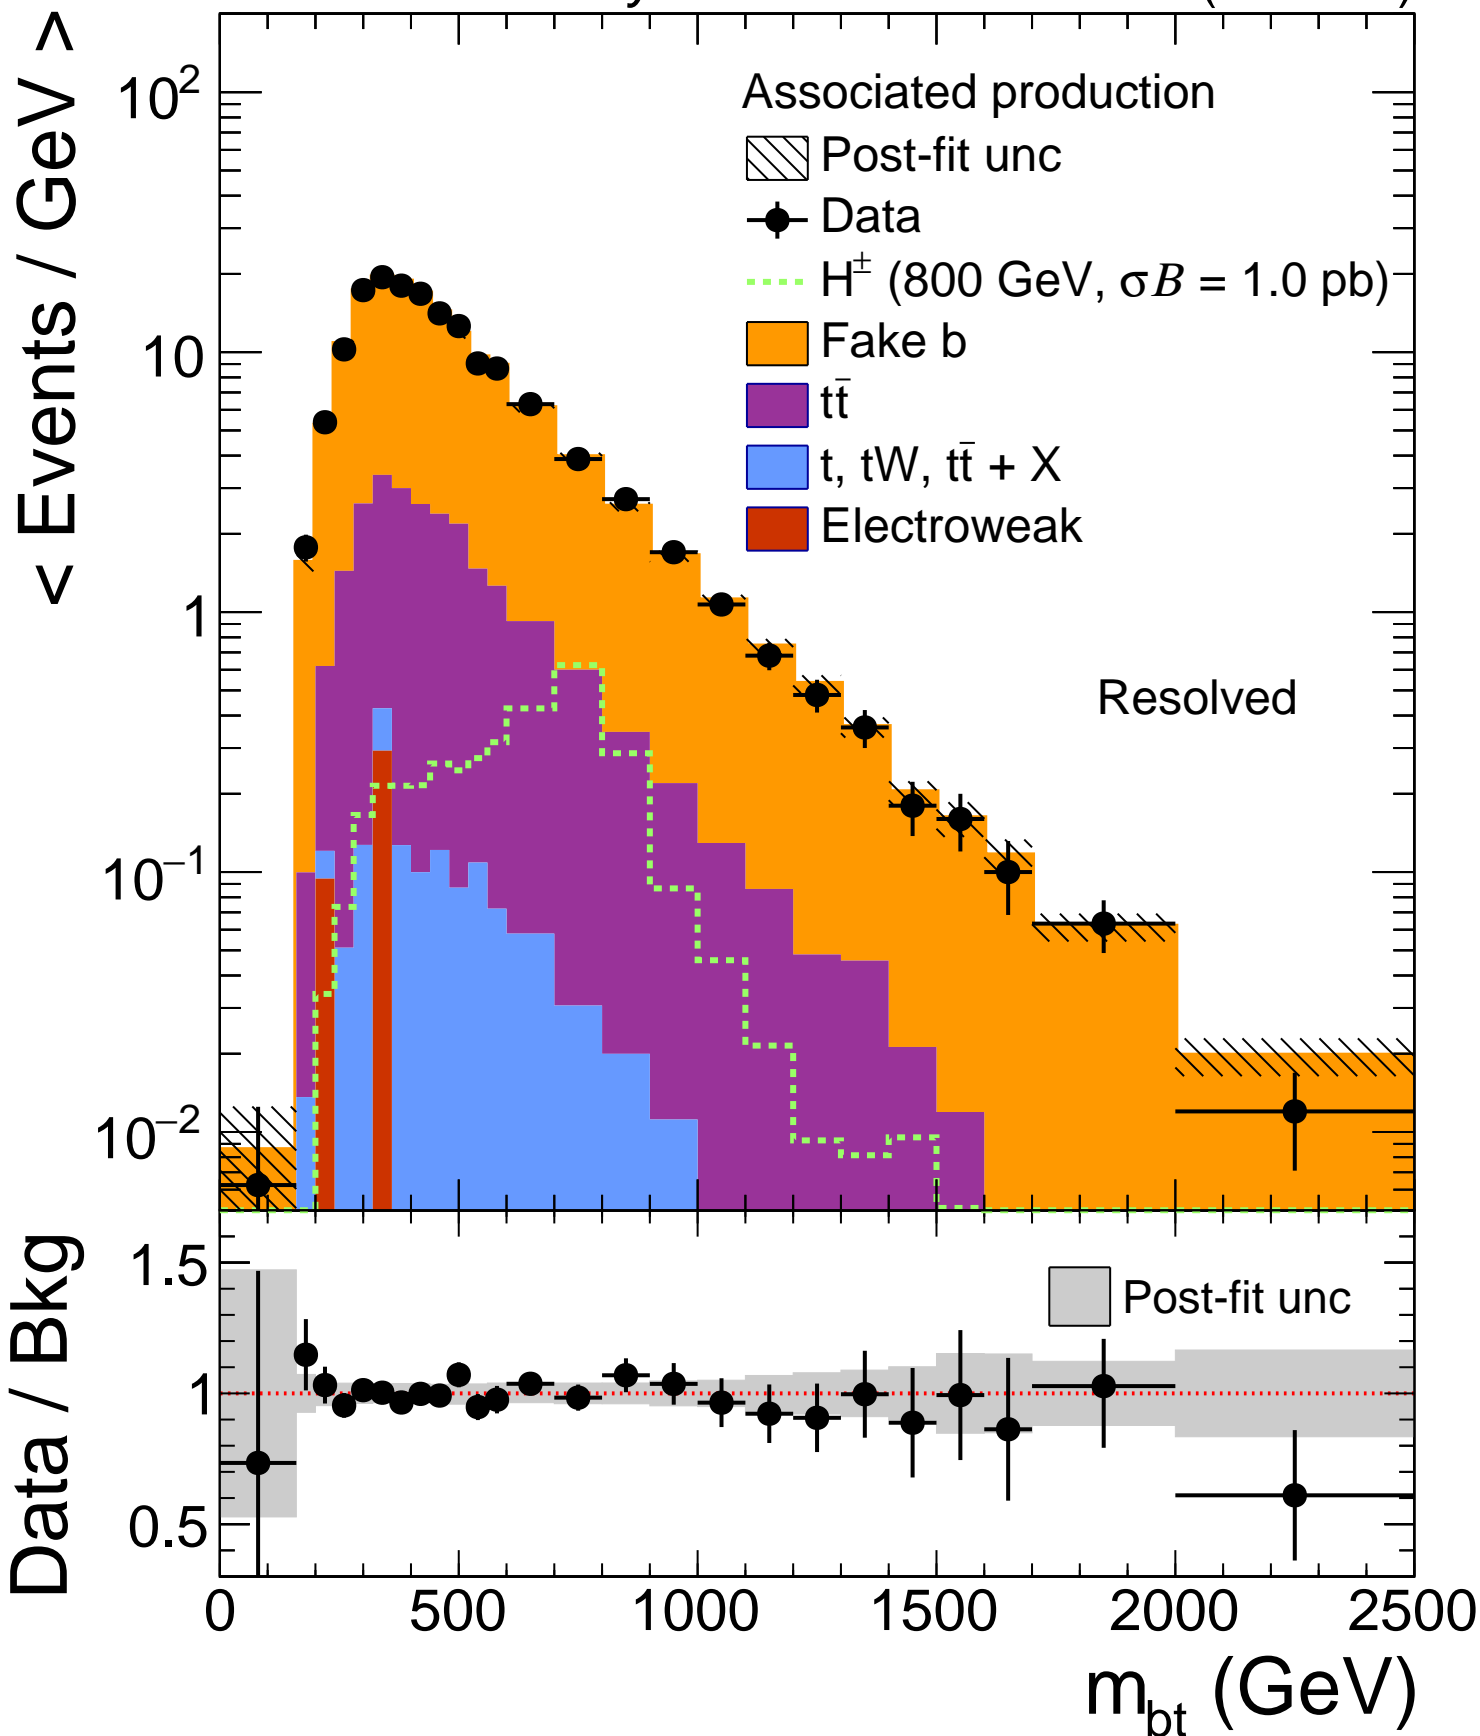 < Events / GeV >
10²
10
1
10⁻¹
10⁻²
Associated production
Post-fit unc
Data
H± (800 GeV, σB = 1.0 pb)
Fake b
tt̄
t, tW, tt̄ + X
Electroweak
Resolved
Data / Bkg
1.5
1
0.5
Post-fit unc
0 500 1000 1500 2000 2500
m_bt (GeV)